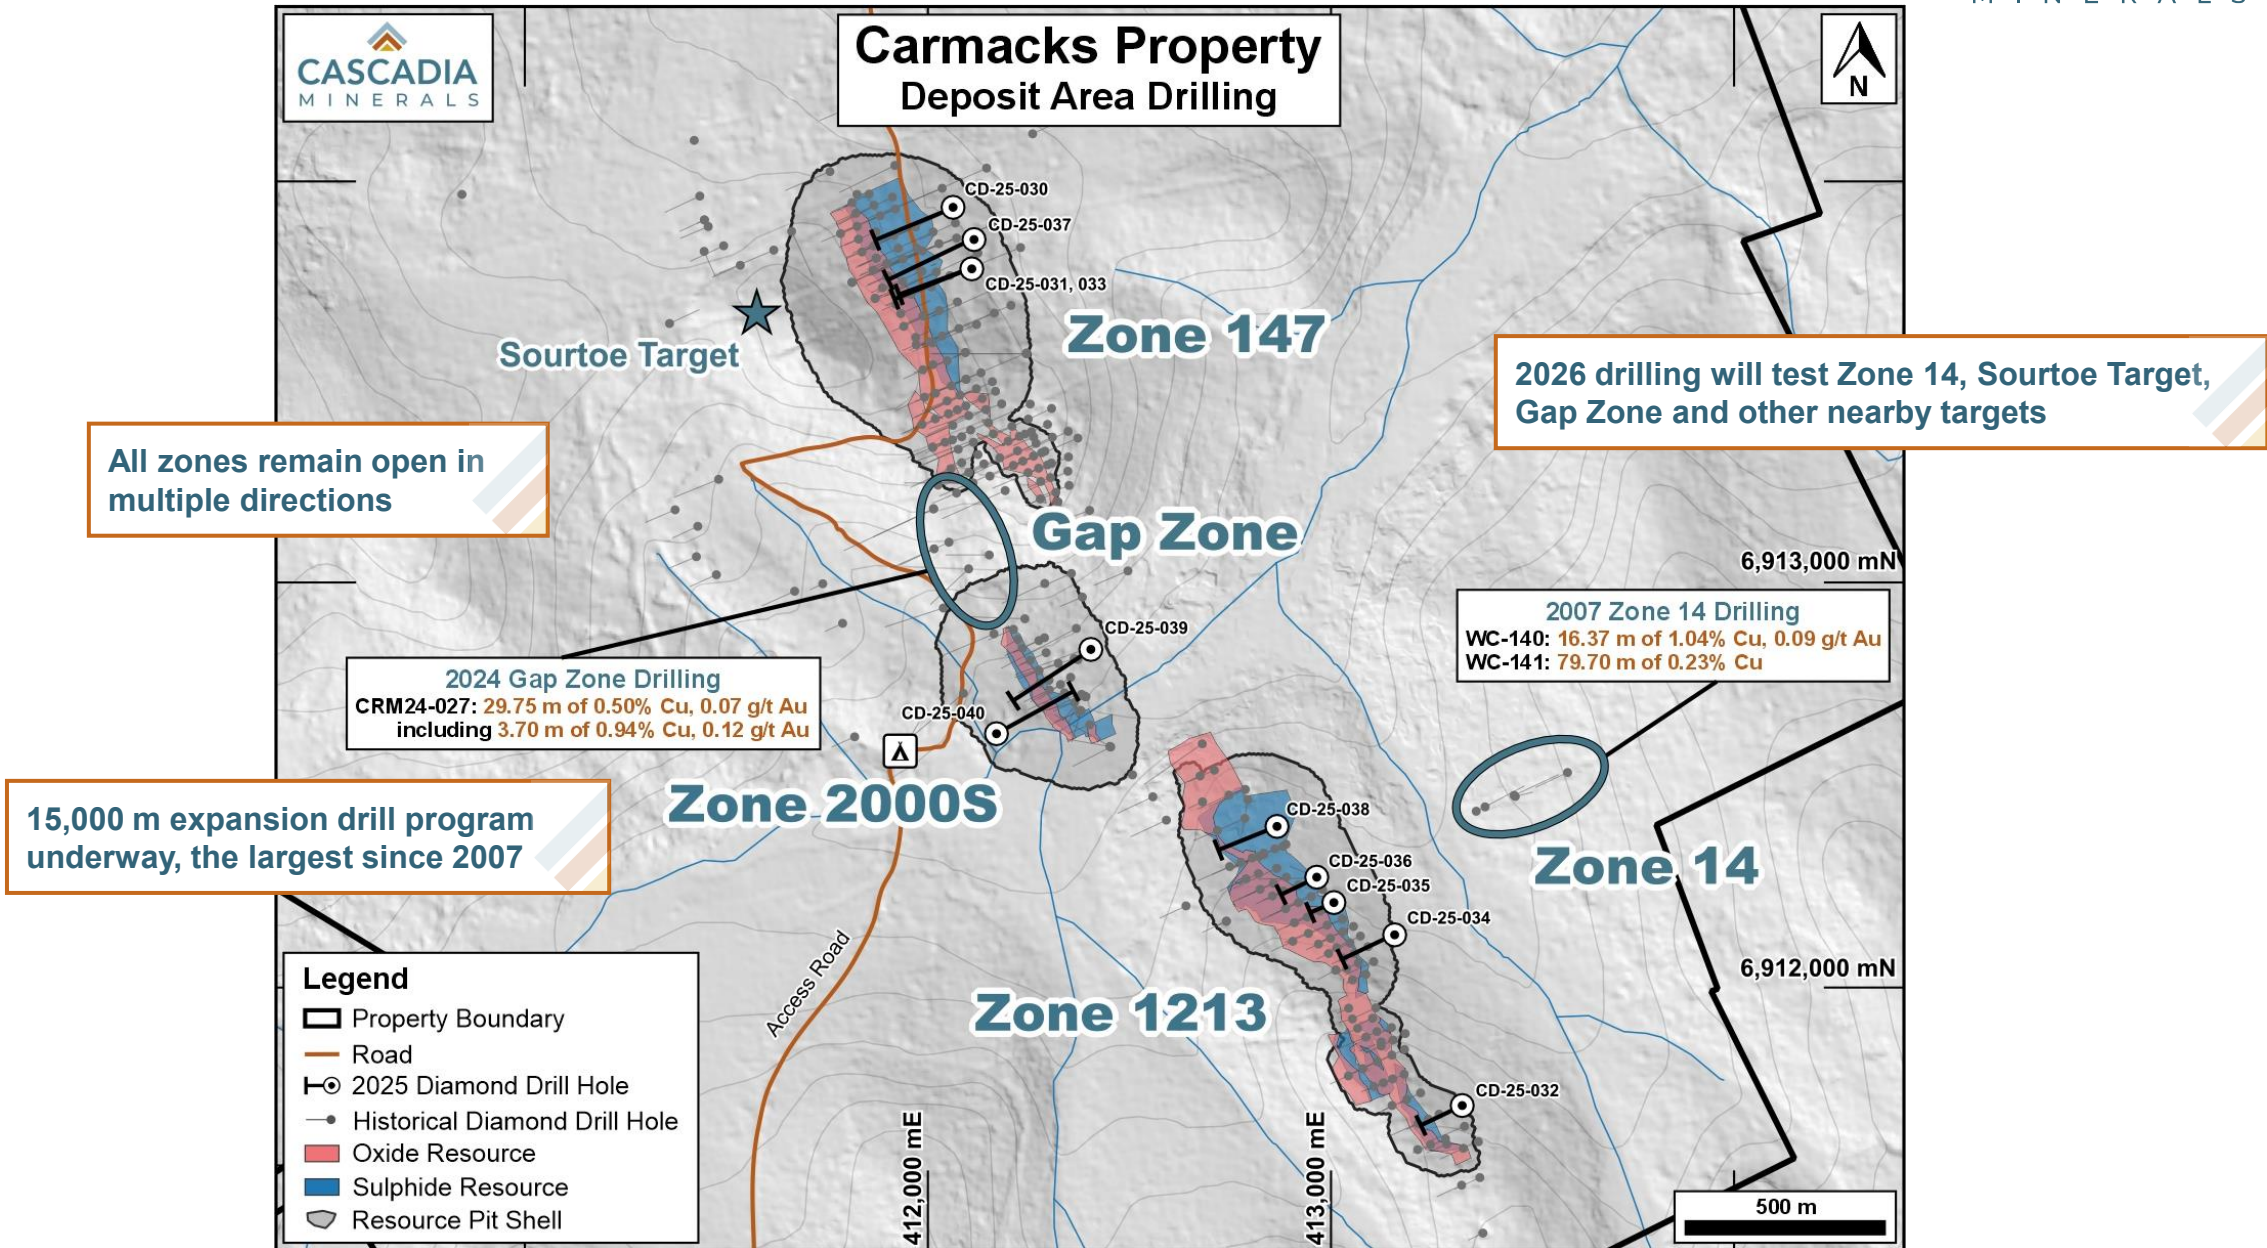 MINERALS
CASCADIA
MINERALS
Carmacks Property
Deposit Area Drilling
N
CD-25-030
CD-25-037
CD-25-031, 033
Zone 147
Sourtoe Target
2026 drilling will test Zone 14, Sourtoe Target,
Gap Zone and other nearby targets
All zones remain open in
multiple directions
Gap Zone
6,913,000 mN
2007 Zone 14 Drilling
WC-140: 16.37 m of 1.04% Cu, 0.09 g/t Au
WC-141: 79.70 m of 0.23% Cu
CD-25-039
2024 Gap Zone Drilling
CRM24-027: 29.75 m of 0.50% Cu, 0.07 g/t Au
including 3.70 m of 0.94% Cu, 0.12 g/t Au
CD-25-040
Zone 2000S
15,000 m expansion drill program
underway, the largest since 2007
CD-25-038
CD-25-036
CD-25-035
CD-25-034
Zone 14
6,912,000 mN
Zone 1213
Access Road
CD-25-032
412,000 mE
413,000 mE
Legend
Property Boundary
Road
2025 Diamond Drill Hole
Historical Diamond Drill Hole
Oxide Resource
Sulphide Resource
Resource Pit Shell
500 m